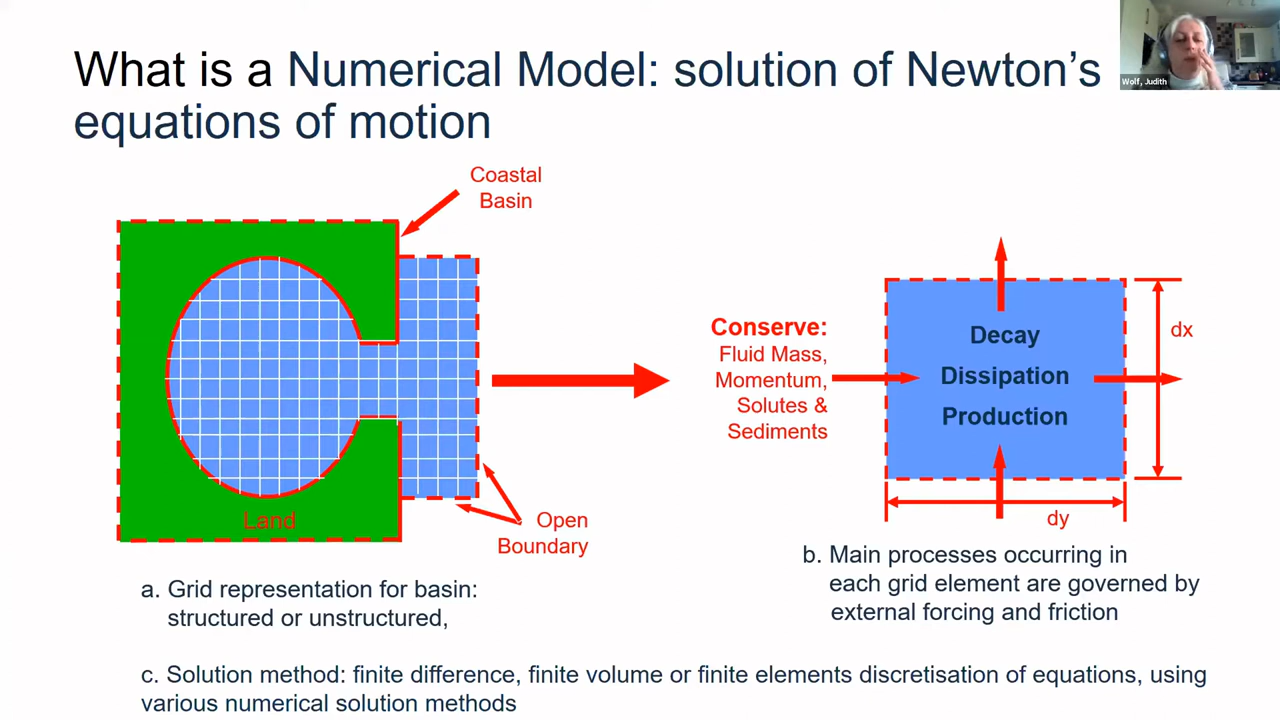 What is a Numerical Model: solution of Newton's
equations of motion
Wolf, Judith
Coastal
Basin
Land
Open
Boundary
Conserve:
Fluid Mass,
Momentum,
Solutes &
Sediments
Decay
Dissipation
Production
dx
dy
a. Grid representation for basin:
structured or unstructured,
b. Main processes occurring in
each grid element are governed by
external forcing and friction
c. Solution method: finite difference, finite volume or finite elements discretisation of equations, using
various numerical solution methods